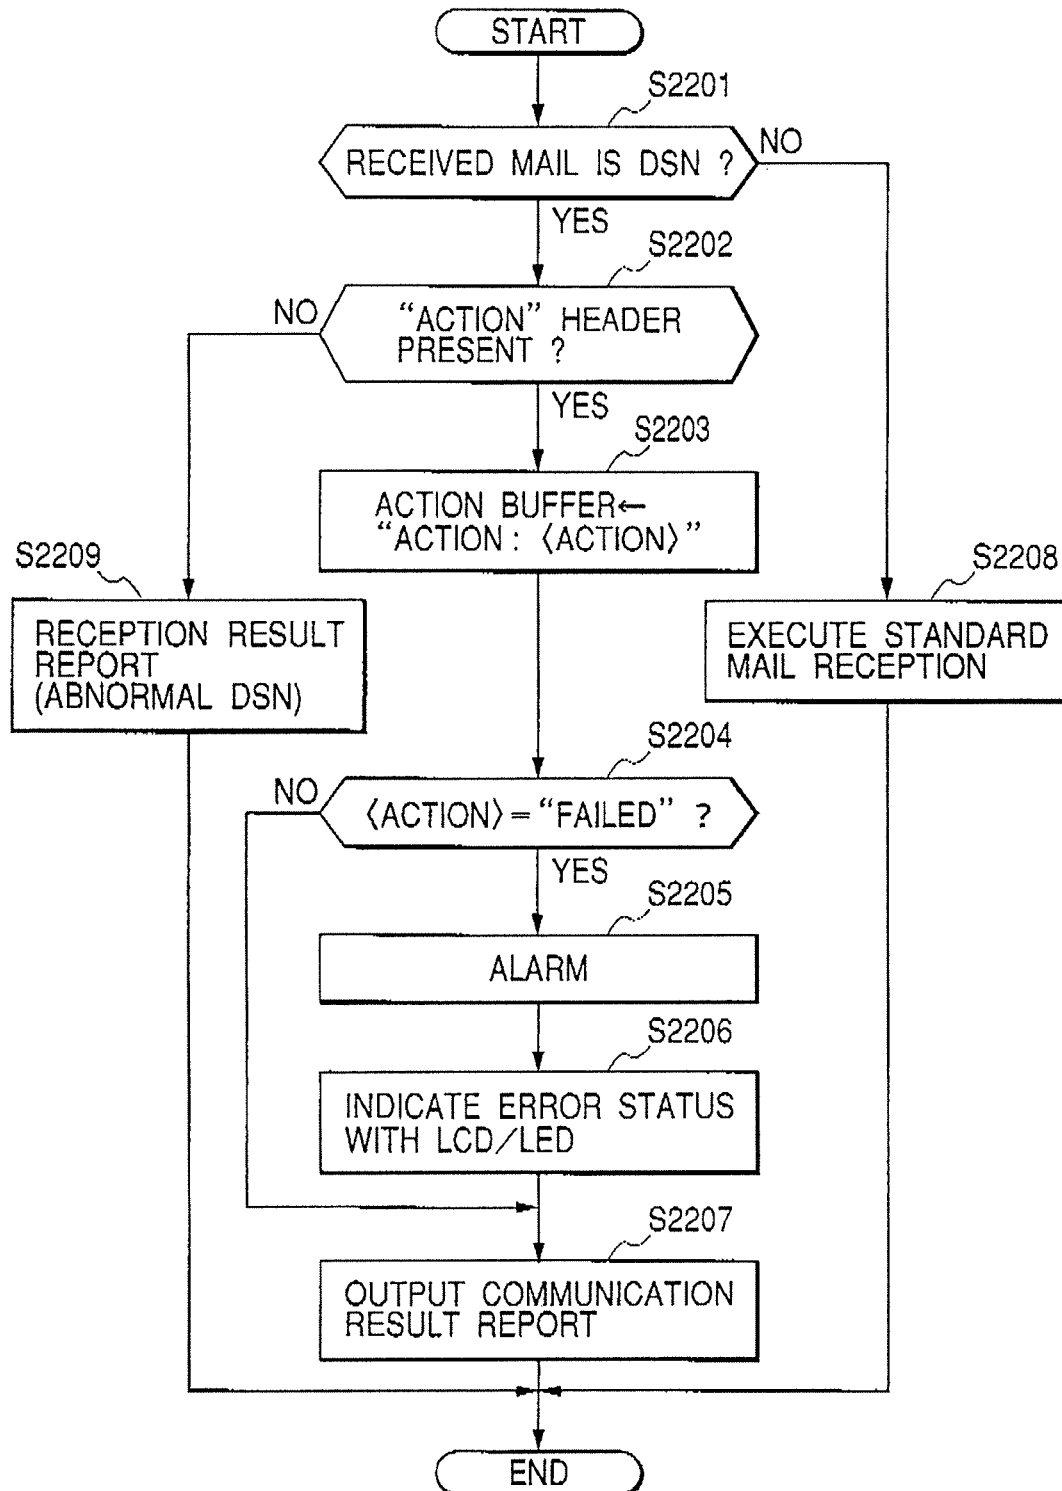 START
S2201
RECEIVED MAIL IS DSN ?
NO
YES
S2202
NO
“ACTION” HEADER
PRESENT ?
YES
S2203
ACTION BUFFER←
“ACTION : 〈ACTION〉”
S2209
S2208
RECEPTION RESULT
REPORT
(ABNORMAL DSN)
EXECUTE STANDARD
MAIL RECEPTION
S2204
NO
〈ACTION〉=“FAILED” ?
YES
S2205
ALARM
S2206
INDICATE ERROR STATUS
WITH LCD/LED
S2207
OUTPUT COMMUNICATION
RESULT REPORT
END